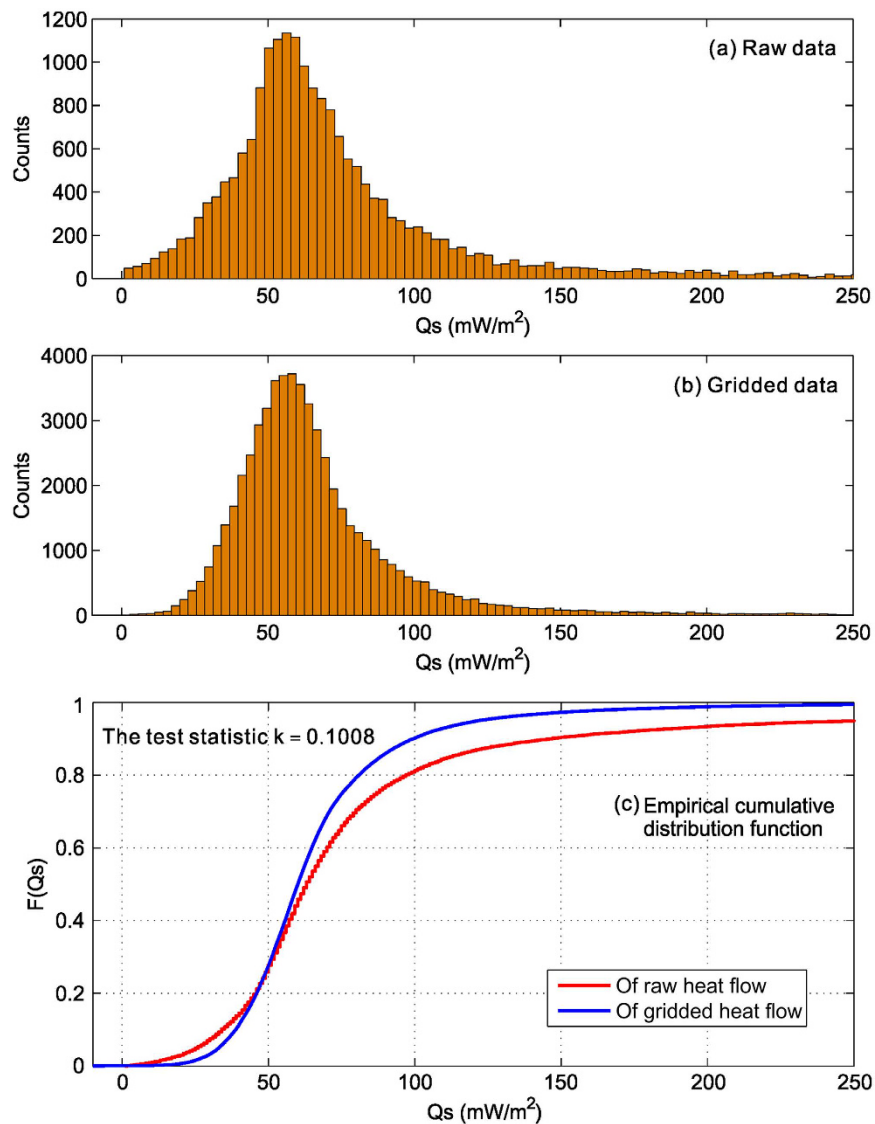 1200
1000
800
600
400
200
0
Counts
(a) Raw data
0 50 100 150 200 250
Qs (mW/m²)
4000
3000
2000
1000
0
Counts
(b) Gridded data
0 50 100 150 200 250
Qs (mW/m²)
1
0.8
0.6
0.4
0.2
0
F(Qs)
The test statistic k = 0.1008
(c) Empirical cumulative
distribution function
Of raw heat flow
Of gridded heat flow
0 50 100 150 200 250
Qs (mW/m²)